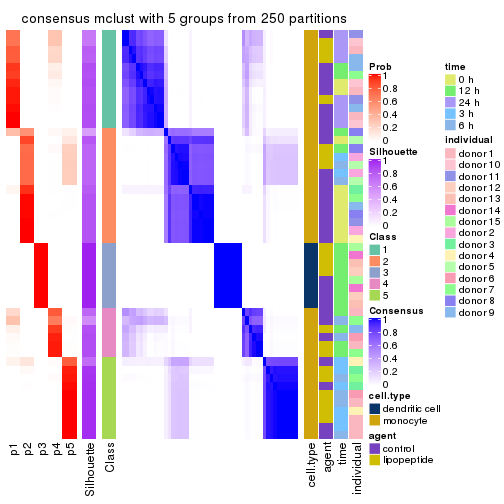 consensus mclust with 5 groups from 250 partitions
Prob
1
0.8
0.6
0.4
0.2
0
Silhouette
1
0.8
0.6
0.4
0.2
0
Class
1
2
3
4
5
Consensus
1
0.8
0.6
0.4
0.2
0
cell.type
dendritic cell
monocyte
agent
control
lipopeptide
time
0 h
12 h
24 h
3 h
6 h
individual
donor 1
donor 10
donor 11
donor 12
donor 13
donor 14
donor 15
donor 2
donor 3
donor 4
donor 5
donor 6
donor 7
donor 8
donor 9
p1
p2
p3
p4
p5
Silhouette
Class
cell.type
agent
time
individual